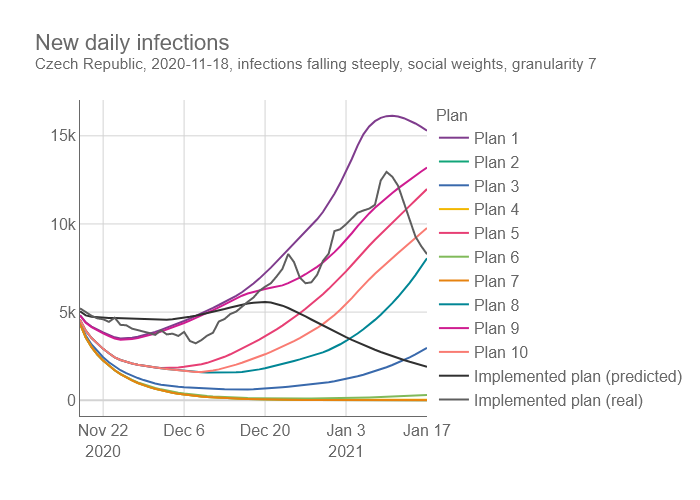 New daily infections
Czech Republic, 2020-11-18, infections falling steeply, social weights, granularity 7
Plan
15k
10k
5k
0
Plan 1
Plan 2
Plan 3
Plan 4
Plan 5
Plan 6
Plan 7
Plan 8
Plan 9
Plan 10
Implemented plan (predicted)
Implemented plan (real)
Nov 22 Dec 6 Dec 20 Jan 3 Jan 17
2020 2021